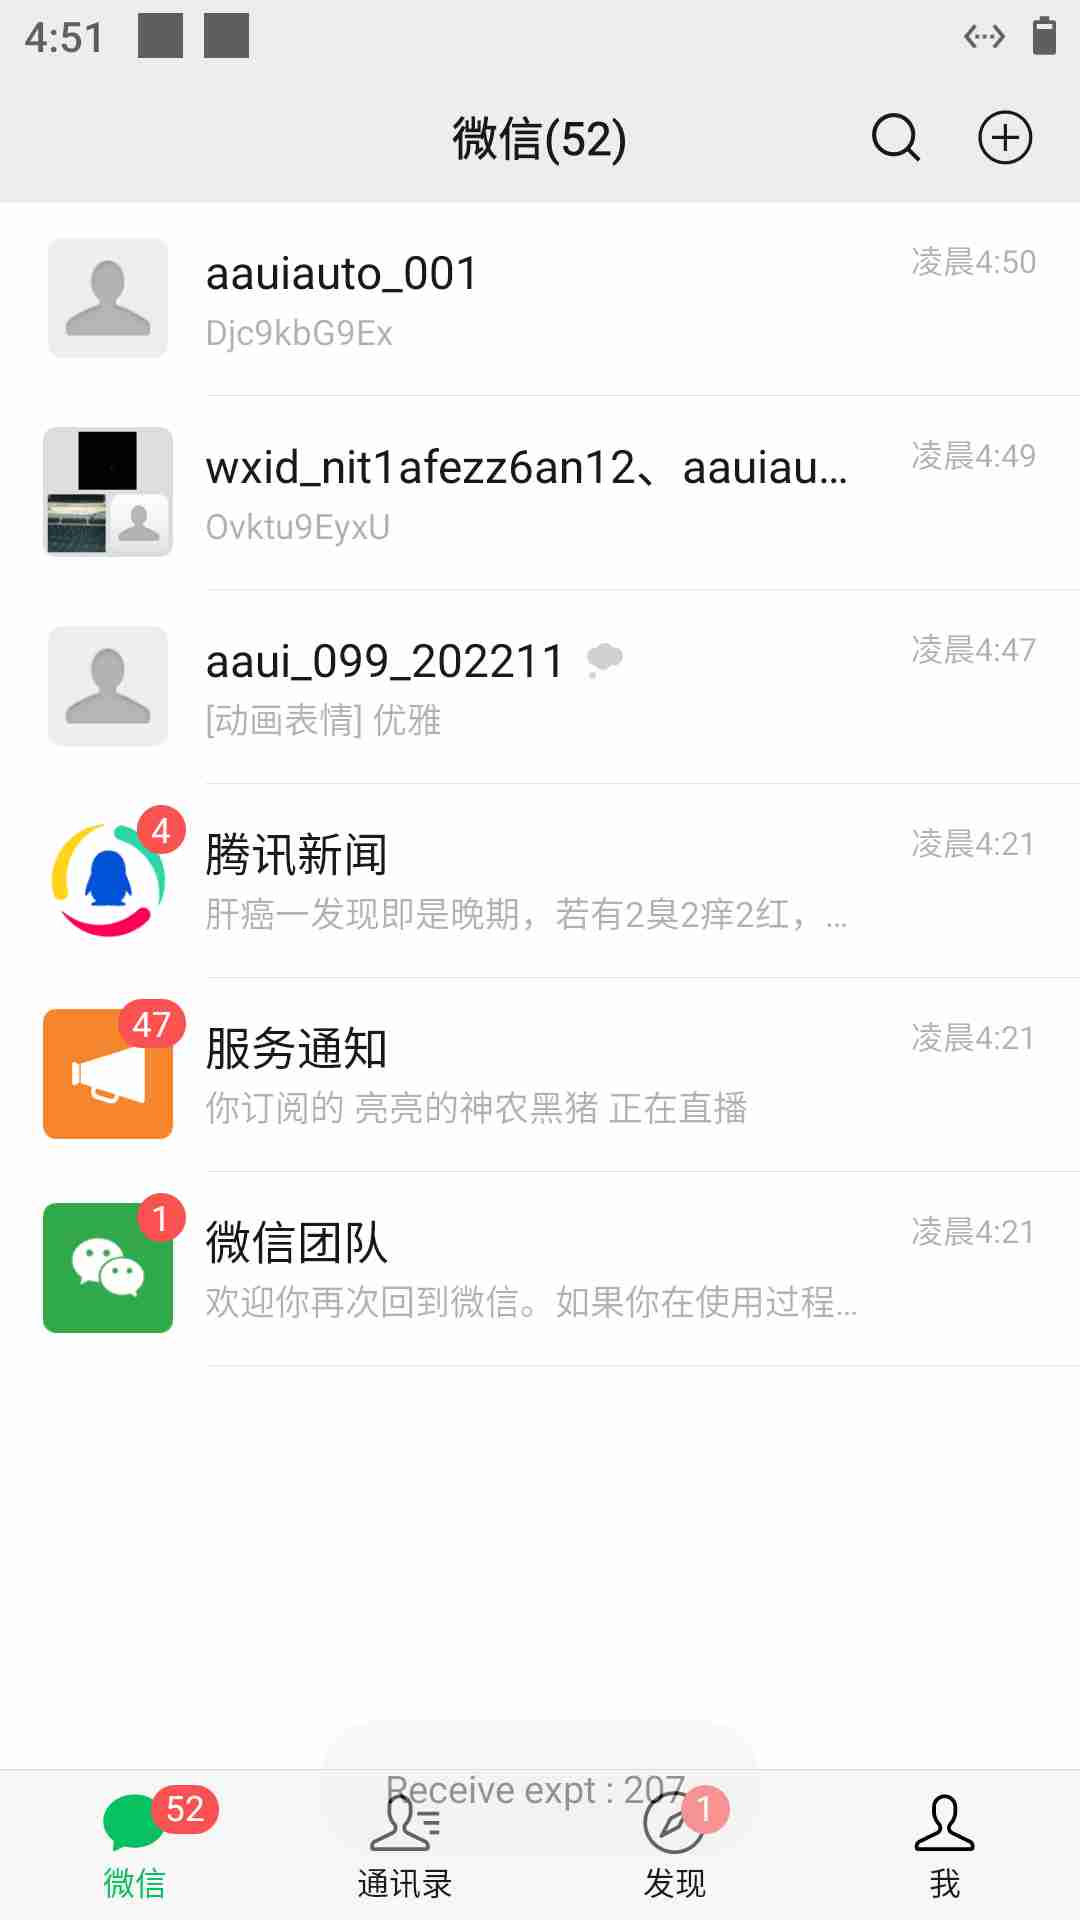 4:51
微信(52)
aauiauto_001
凌晨4:50
Djc9kbG9Ex
wxid_nit1afezz6an12、aauiau...
凌晨4:49
Ovktu9EyxU
aaui_099_202211
凌晨4:47
[动画表情] 优雅
4
腾讯新闻
凌晨4:21
肝癌一发现即是晚期，若有2臭2痒2红，...
47
服务通知
凌晨4:21
你订阅的 亮亮的神农黑猪 正在直播
1
微信团队
凌晨4:21
欢迎你再次回到微信。如果你在使用过程...
Receive expt : 207
52
1
微信
通讯录
发现
我